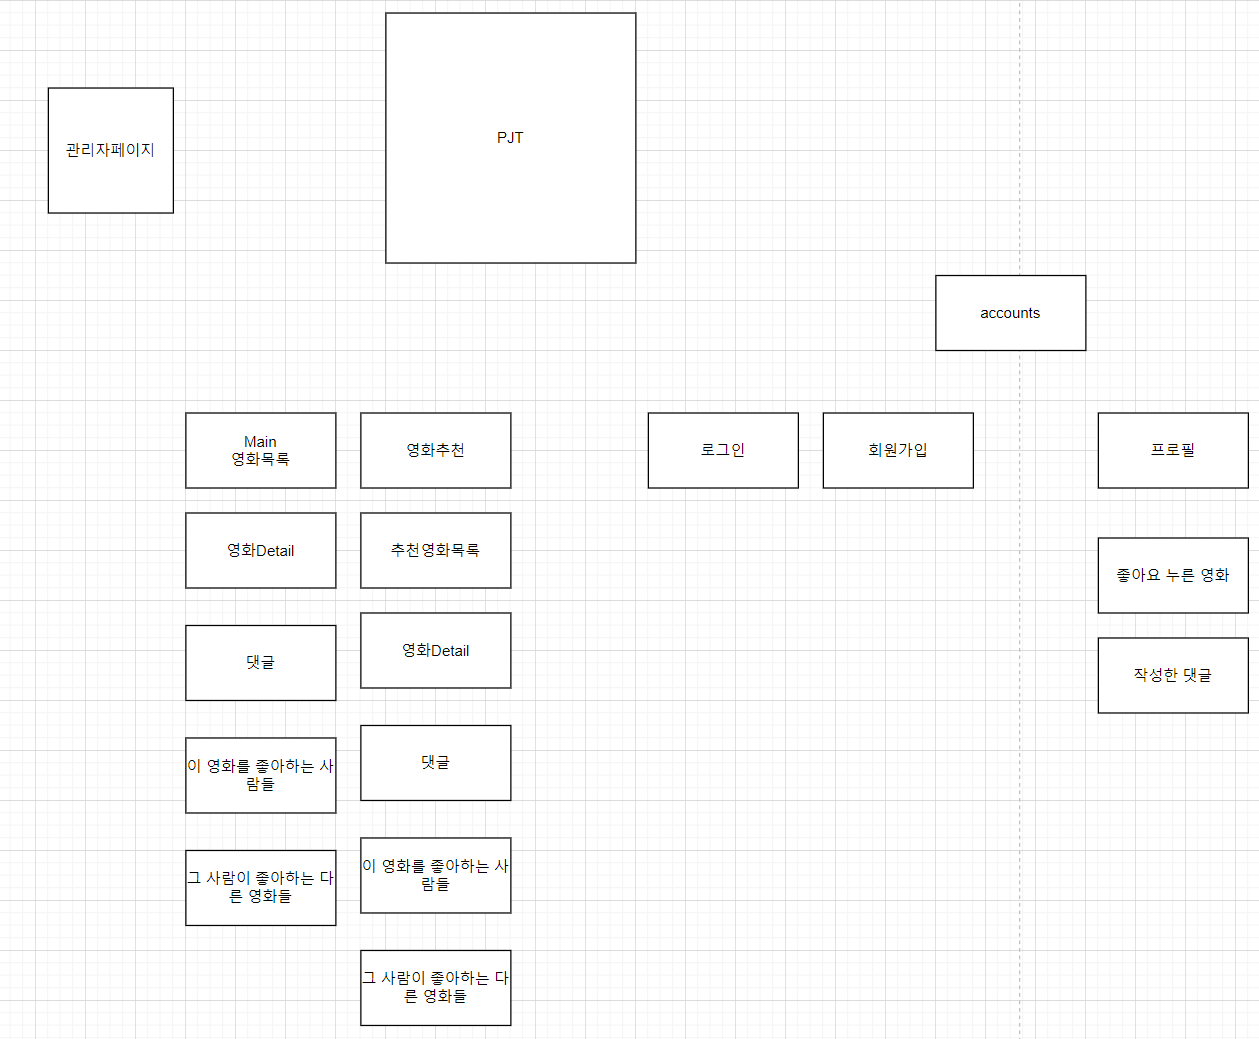 PJT
관리자페이지
accounts
Main
영화목록
영화추천
로그인
회원가입
프로필
영화Detail
추천영화목록
좋아요 누른 영화
댓글
영화Detail
작성한 댓글
이 영화를 좋아하는 사
람들
댓글
그 사람이 좋아하는 다
른 영화들
이 영화를 좋아하는 사
람들
그 사람이 좋아하는 다
른 영화들